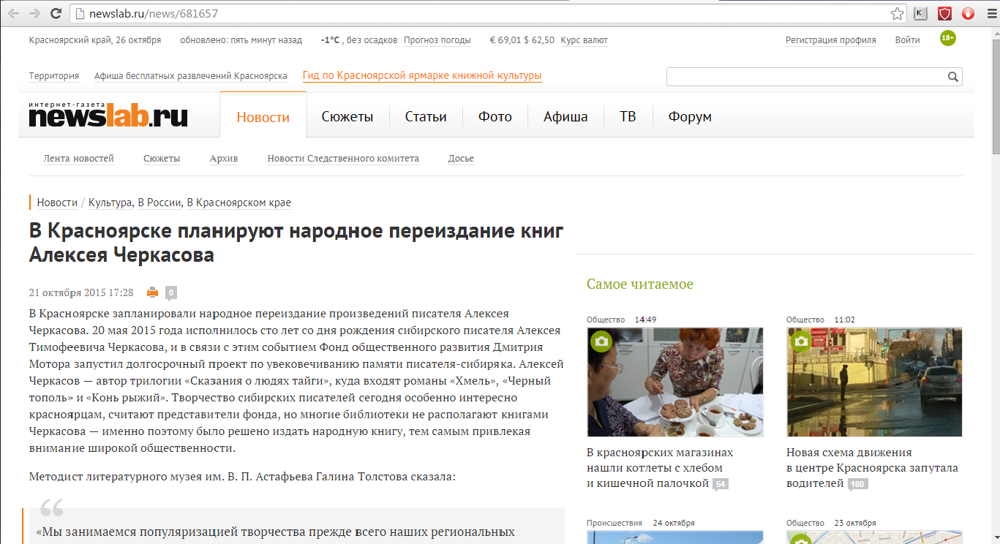 newslab.ru/news/681657
Красноярский край, 26 октября обновлено: пять минут назад -1°C , без осадков Прогноз погоды € 69,01 $ 62,50 Курс валют Регистрация профиля Войти 18+
Территория Афиша бесплатных развлечений Красноярска Гид по Красноярской ярмарке книжной культуры
интернет-газета
newslab.ru
Новости Сюжеты Статьи Фото Афиша ТВ Форум
Лента новостей Сюжеты Архив Новости Следственного комитета Досье
Новости / Культура, В России, В Красноярском крае
В Красноярске планируют народное переиздание книг
Алексея Черкасова
21 октября 2015 17:28 0
В Красноярске запланировали народное переиздание произведений писателя Алексея
Черкасова. 20 мая 2015 года исполнилось сто лет со дня рождения сибирского писателя Алексея
Тимофеевича Черкасова, и в связи с этим событием Фонд общественного развития Дмитрия
Мотора запустил долгосрочный проект по увековечиванию памяти писателя-сибиряка. Алексей
Черкасов — автор трилогии «Сказания о людях тайги», куда входят романы «Хмель», «Черный
тополь» и «Конь рыжий». Творчество сибирских писателей сегодня особенно интересно
красноярцам, считают представители фонда, но многие библиотеки не располагают книгами
Черкасова — именно поэтому было решено издать народную книгу, тем самым привлекая
внимание широкой общественности.
Методист литературного музея им. В. П. Астафьева Галина Толстова сказала:
«Мы занимаемся популяризацией творчества прежде всего наших региональных
Самое читаемое
Общество 14:49
В красноярских магазинах
нашли котлеты с хлебом
и кишечной палочкой 54
Общество 11:02
Новая схема движения
в центре Красноярска запутала
водителей 160
Происшествия 24 октября
Общество 23 октября